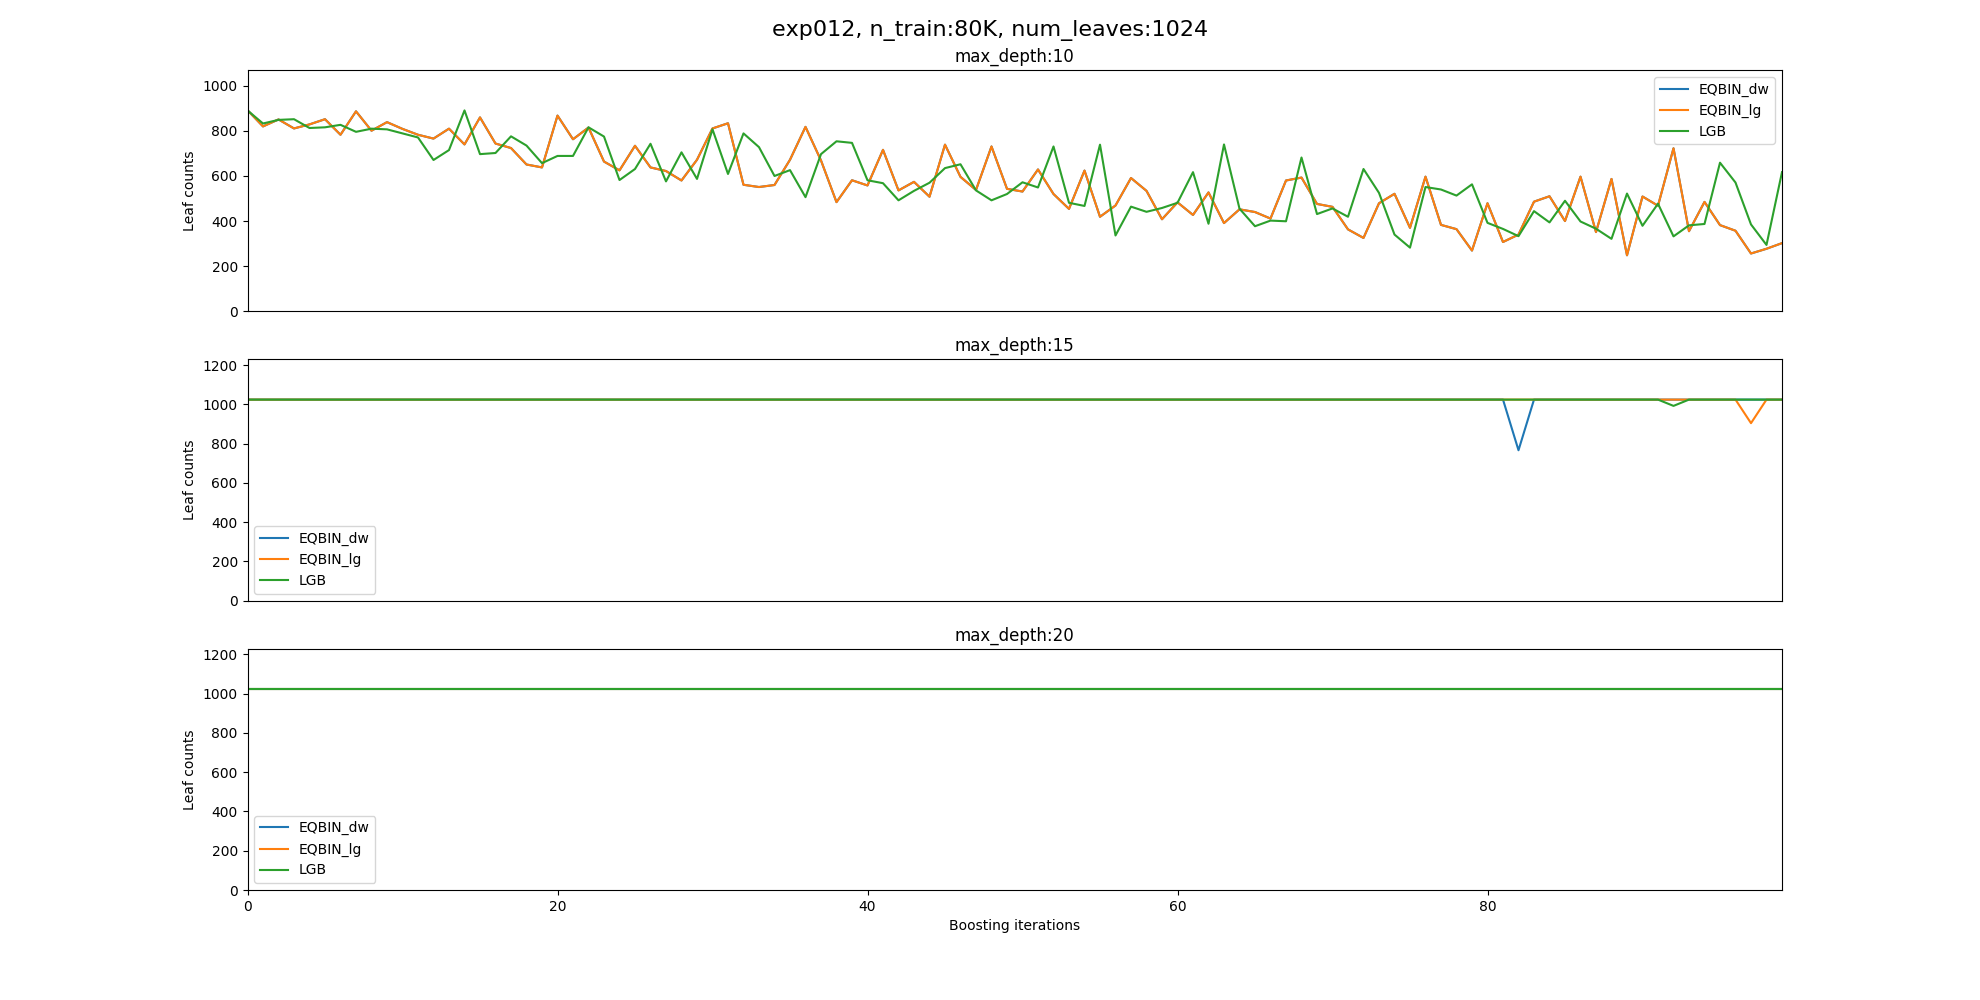 exp012, n_train:80K, num_leaves:1024
max_depth:10
1000
800
600
400
200
0
Leaf counts
EQBIN_dw
EQBIN_lg
LGB
max_depth:15
1200
1000
800
600
400
200
0
Leaf counts
EQBIN_dw
EQBIN_lg
LGB
max_depth:20
1200
1000
800
600
400
200
0
Leaf counts
EQBIN_dw
EQBIN_lg
LGB
0 20 40 60 80
Boosting iterations